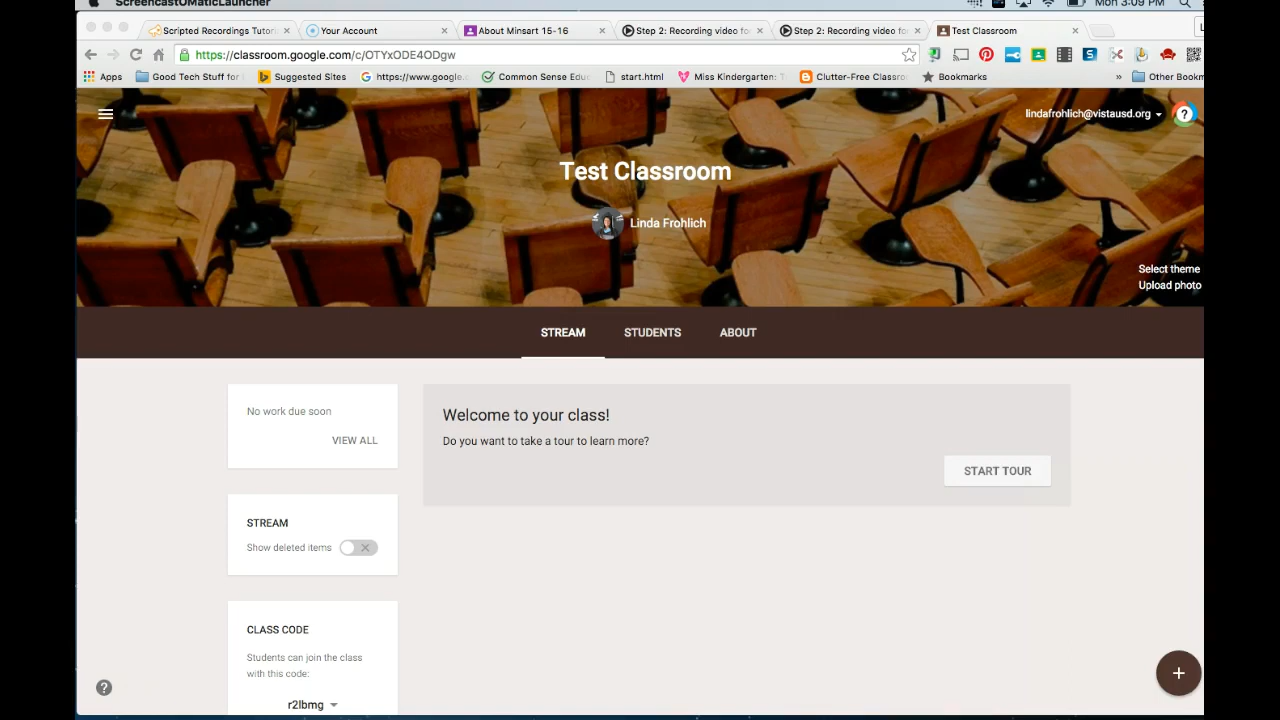 ScreencastOMaticLauncher
Mon 3:09 PM
Scripted Recordings Tutori
Your Account
About Minsart 15-16
Step 2: Recording video fo
Step 2: Recording video fo
Test Classroom
https://classroom.google.com/c/OTYxODE4ODgw
Apps
Good Tech Stuff for
Suggested Sites
https://www.google.c
Common Sense Educ
start.html
Miss Kindergarten: T
Clutter-Free Classro
Bookmarks
»
Other Bookm
lindafrohlich@vistausd.org
?
Test Classroom
Linda Frohlich
Select theme
Upload photo
STREAM
STUDENTS
ABOUT
No work due soon
VIEW ALL
Welcome to your class!
Do you want to take a tour to learn more?
START TOUR
STREAM
Show deleted items
CLASS CODE
Students can join the class
with this code:
r2lbmg
?
+